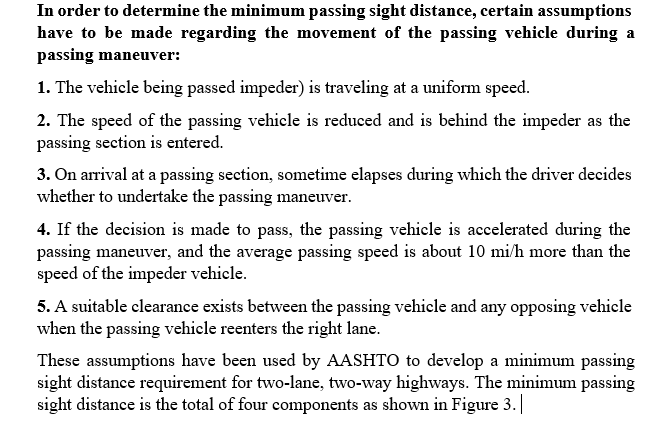 In order to determine the minimum passing sight distance, certain assumptions
have to be made regarding the movement of the passing vehicle during a
passing maneuver:
1. The vehicle being passed impeder) is traveling at a uniform speed.
2. The speed of the passing vehicle is reduced and is behind the impeder as the
passing section is entered.
3. On arrival at a passing section, sometime elapses during which the driver decides
whether to undertake the passing maneuver.
4. If the decision is made to pass, the passing vehicle is accelerated during the
passing maneuver, and the average passing speed is about 10 mi/h more than the
speed of the impeder vehicle.
5. A suitable clearance exists between the passing vehicle and any opposing vehicle
when the passing vehicle reenters the right lane.
These assumptions have been used by AASHTO to develop a minimum passing
sight distance requirement for two-lane, two-way highways. The minimum passing
sight distance is the total of four components as shown in Figure 3.